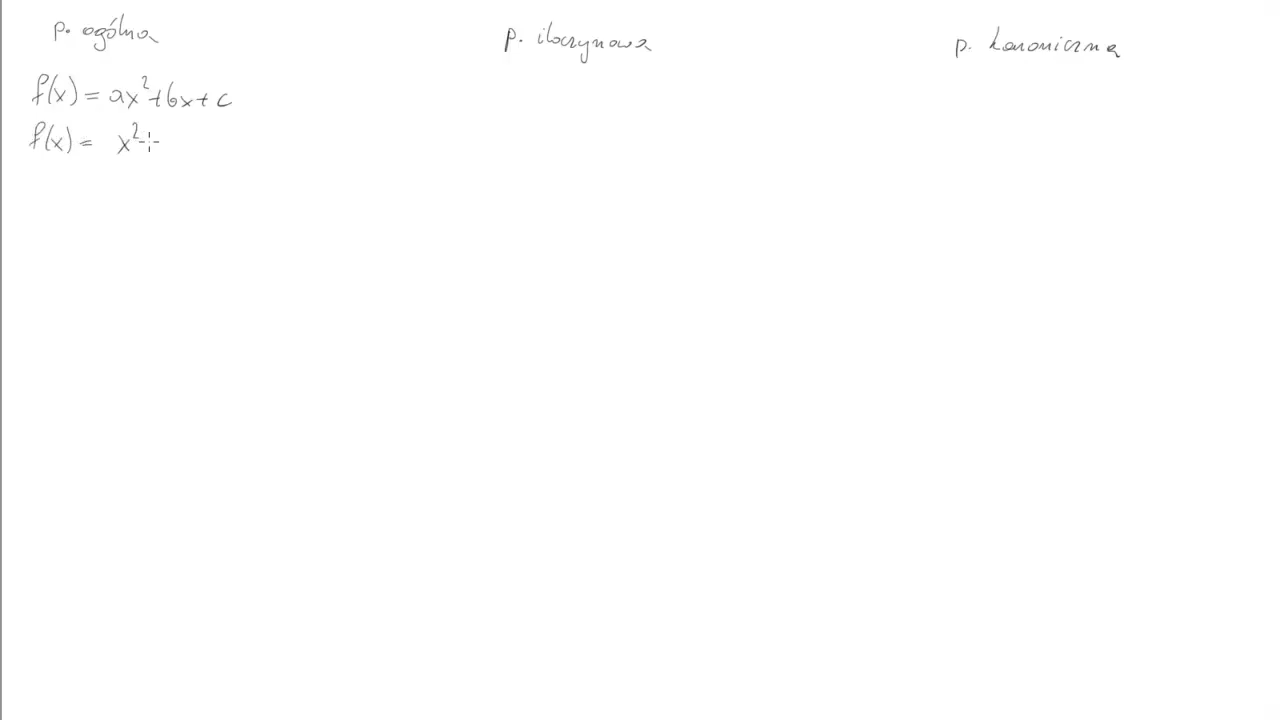 p. ogólna
p. iloczynowa
p. kanoniczna
f(x) = ax²+bx+c
f(x) = x²+